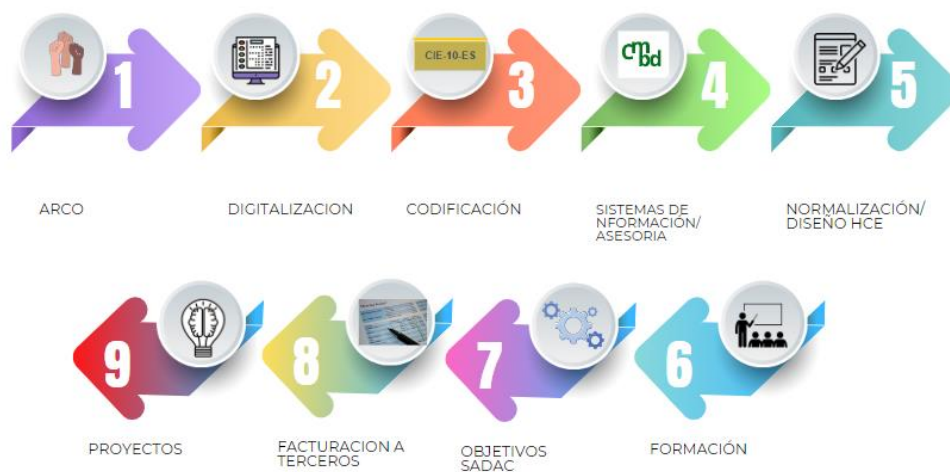 1
CIE-10-ES
2
3
cmbd
4
5
ARCO
DIGITALIZACION
CODIFICACIÓN
SISTEMAS DE
NFORMACIÓN/
ASESORIA
NORMALIZACIÓN/
DISEÑO HCE
9
8
7
6
PROYECTOS
FACTURACION A
TERCEROS
OBJETIVOS
SADAC
FORMACIÓN